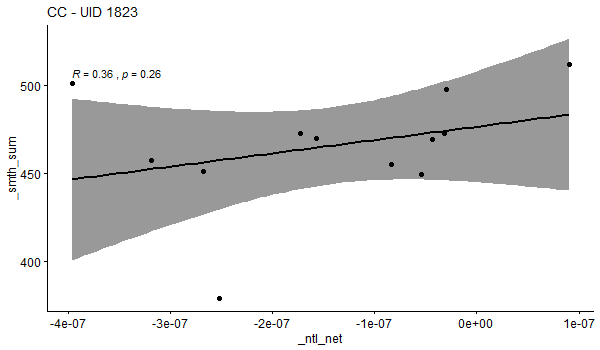 CC - UID 1823
R = 0.36 , p = 0.26
500
450
400
_smth_sum
-4e-07 -3e-07 -2e-07 -1e-07 0e+00 1e-07
_ntl_net